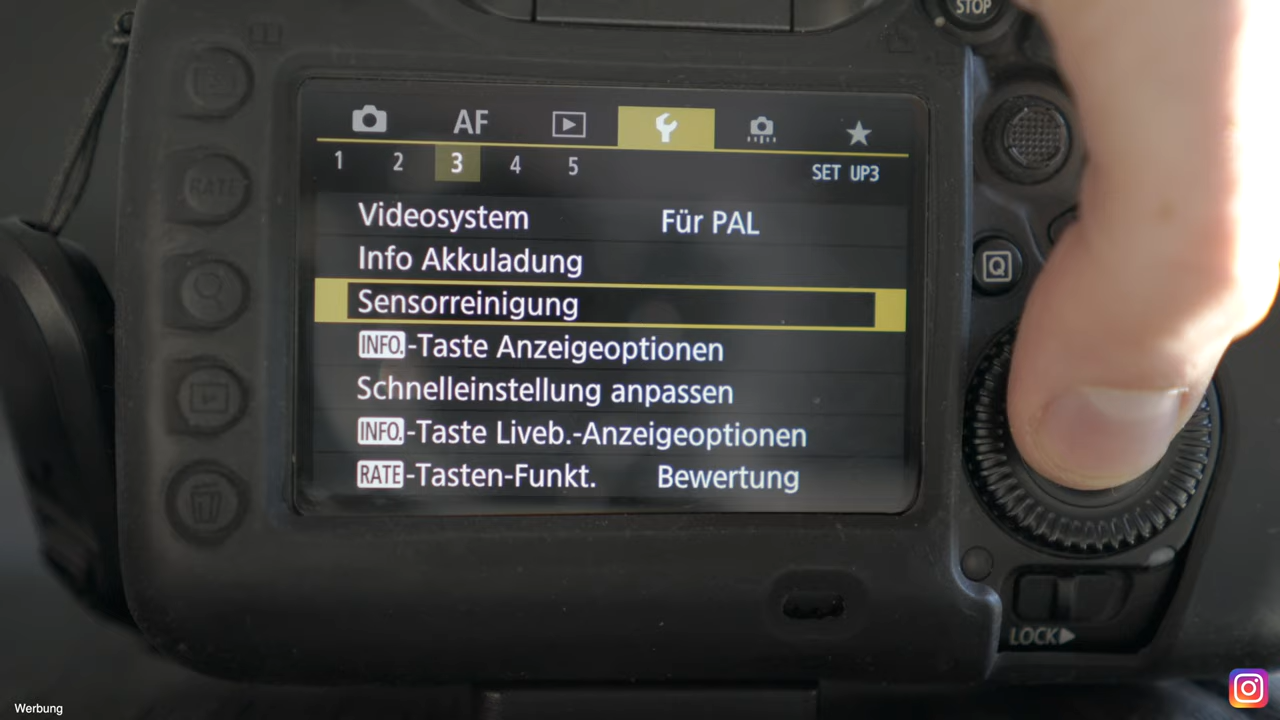 STOP
AF
1 2 3 4 5 SET UP3
RATE
Videosystem Für PAL
Info Akkuladung
Sensorreinigung
INFO.-Taste Anzeigeoptionen
Schnelleinstellung anpassen
INFO.-Taste Liveb.-Anzeigeoptionen
RATE-Tasten-Funkt. Bewertung
Q
LOCK▶
Werbung